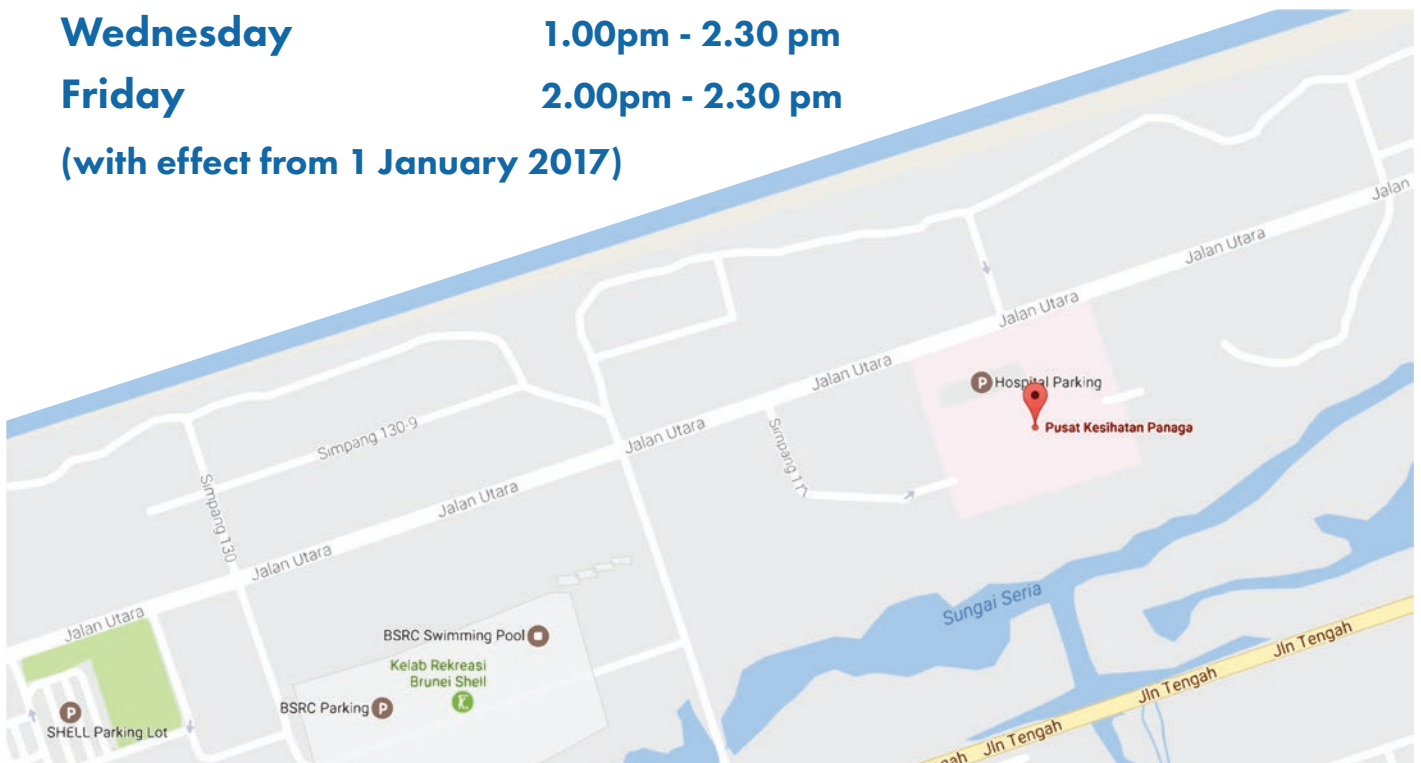 Wednesday 1.00pm - 2.30 pm
Friday 2.00pm - 2.30 pm
(with effect from 1 January 2017)
Jalan
Jalan Utara
Jalan Utara
Jalan Utara
P Hospital Parking
Pusat Kesihatan Panaga
Simpang 130-9
Jalan Utara
Simpang 11
Simpang 130
Jalan Utara
Jalan Utara
Jalan Utara
Sungai Seria
BSRC Swimming Pool
Kelab Rekreasi
Brunei Shell
BSRC Parking P
P
SHELL Parking Lot
Jln Tengah
Jln Tengah
Jln Tengah
ah